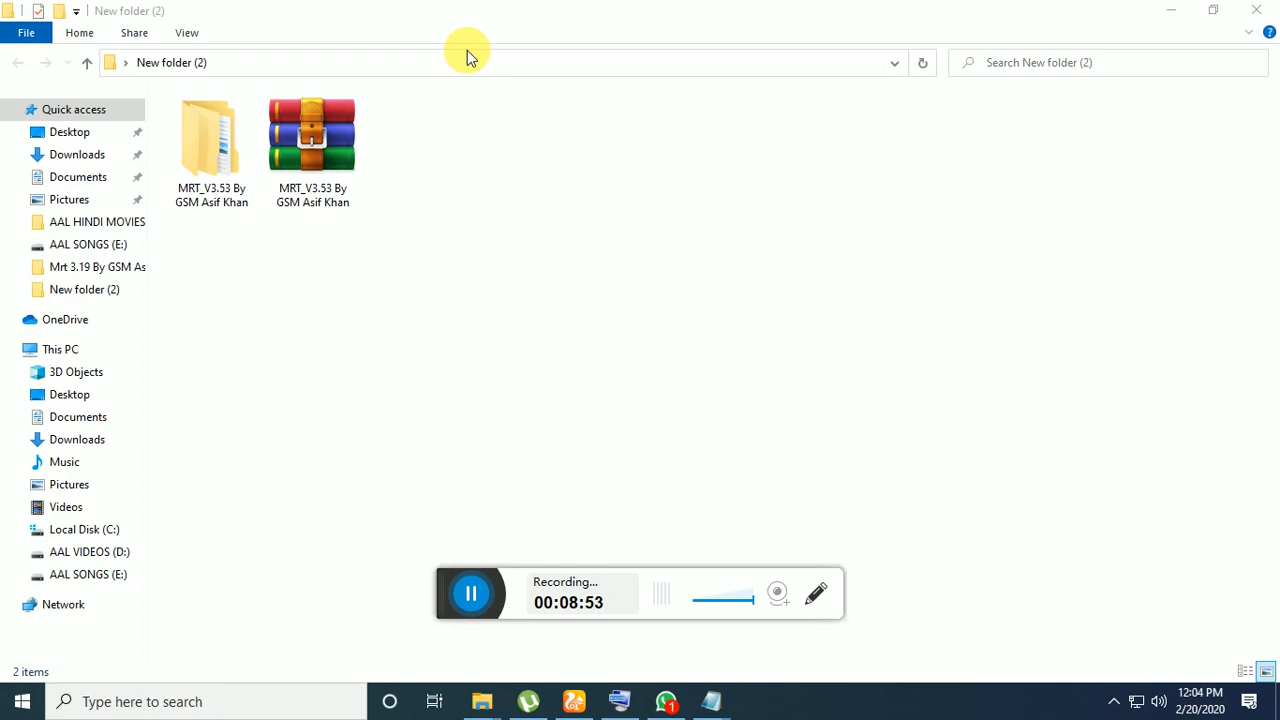 New folder (2)
File
Home
Share
View
New folder (2)
Search New folder (2)
Quick access
Desktop
Downloads
Documents
Pictures
AAL HINDI MOVIES
AAL SONGS (E:)
Mrt 3.19 By GSM As
New folder (2)
OneDrive
This PC
3D Objects
Desktop
Documents
Downloads
Music
Pictures
Videos
Local Disk (C:)
AAL VIDEOS (D:)
AAL SONGS (E:)
Network
MRT_V3.53 By
GSM Asif Khan
MRT_V3.53 By
GSM Asif Khan
Recording...
00:08:53
2 items
Type here to search
1
12:04 PM
2/20/2020